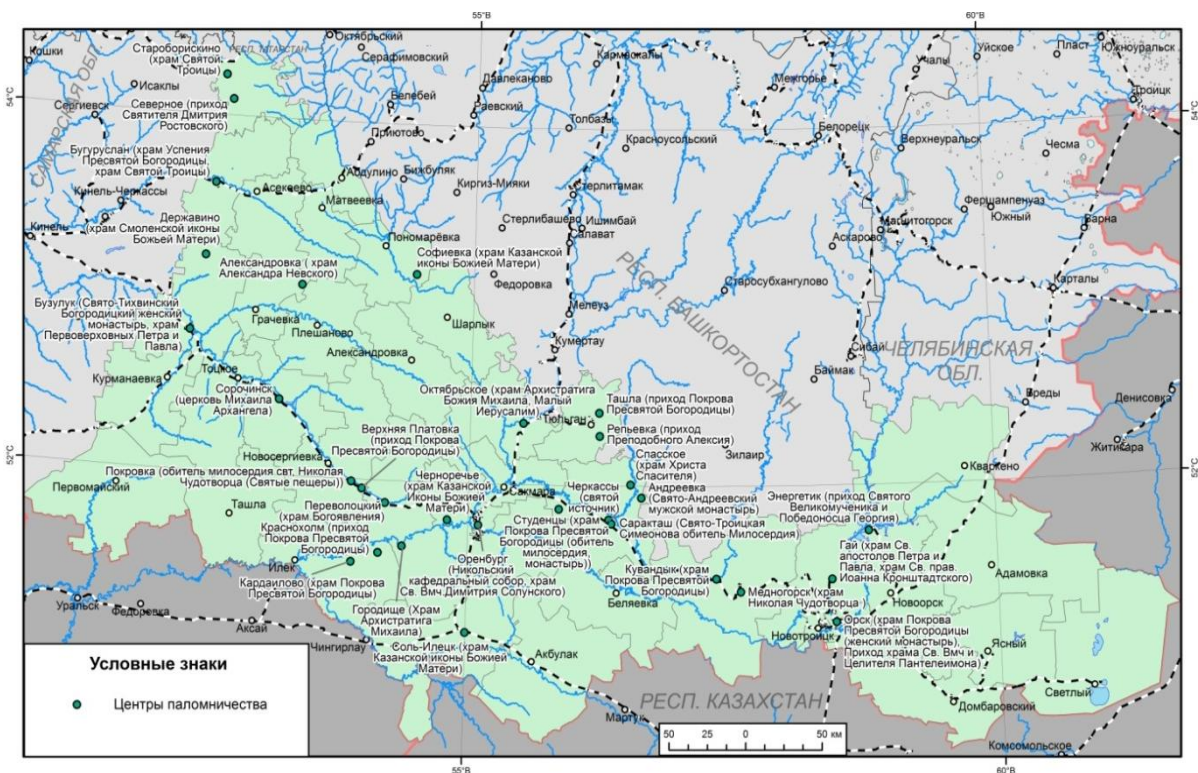 55°В
60°В
Кошки
Староборискино
(храм Святой
Троицы)
РЕСП. ТАТАРСТАН
Октябрьский
Серафимовский
Кармаскалы
Уйское
Пласт
Южноуральск
Учалы
Межгорье
Давлеканово
Исаклы
Белебей
Раевский
Троицк
54°С
54°С
Сергиевск
САМАРСКАЯ ОБЛ.
Северное (приход
Святителя Дмитрия
Ростовского)
Приютово
Толбазы
Белорецк
Красноусольский
Верхнеуральск
Чесма
Бугуруслан (храм Успения
Пресвятой Богородицы,
храм Святой Троицы)
Кинель-Черкассы
Асекеево
Абдулино
Бижбуляк
Киргиз-Мияки
Стерлитамак
Матвеевка
Фершампенуаз
Южный
Варна
Магнитогорск
Стерлибашево
Ишимбай
Салават
Аскарово
Кинель
Державино
(храм Смоленской иконы
Божьей Матери)
Пономарёвка
Софиевка (храм Казанской
иконы Божией Матери)
Александровка ( храм
Александра Невского)
Федоровка
РЕСП. БАШКОРТОСТАН
Старосубхангулово
Карталы
Бузулук (Свято-Тихвинский
Богородицкий женский
монастырь, храм
Первоверховных Петра и
Павла)
Грачевка
Плешаново
Шарлык
Мелеуз
Кумертау
Сибай
ЧЕЛЯБИНСКАЯ
ОБЛ.
Александровка
Курманаевка
Тоцкое
Баймак
Бреды
Денисовка
Сорочинск
(церковь Михаила
Архангела)
Октябрьское (храм Архистратига
Божия Михаила, Малый
Иерусалим)
Тюльган
Ташла (приход Покрова
Пресвятой Богородицы)
Репьевка (приход
Преподобного Алексия)
Житикара
Верхняя Платовка
(приход Покрова
Пресвятой Богородицы)
52°С
52°С
Новосергиевка
Спасское
(храм Христа
Спасителя)
Зилаир
Кваркено
Покровка (обитель милосердия свт. Николая
Чудотворца (Святые пещеры))
Первомайский
Черноречье
(храм Казанской
Иконы Божией
Матери)
Сакмара
Черкассы
(святой
источник)
Андреевка
(Свято-Андреевский
мужской монастырь)
Энергетик (приход Святого
Великомученика и
Победоносца Георгия)
Ташла
Переволоцкий
(храм Богоявления)
Краснохолм (приход
Покрова Пресвятой
Богородицы)
Студенцы (храм
Покрова Пресвятой
Богородицы (обитель
милосердия,
монастырь))
Саракташ (Свято-Троицкая
Симеонова обитель Милосердия)
Гай (храм Св.
апостолов Петра и
Павла, храм Св. прав.
Иоанна Кронштадтского)
Адамовка
Илек
Оренбург
(Никольский
кафедральный собор, храм
Св. Вмч Димитрия Солунского)
Кувандык (храм
Покрова Пресвятой
Богородицы)
Кардаилово (храм Покрова
Пресвятой Богородицы)
Беляевка
Медногорск (храм
Николая Чудотворца )
Новоорск
Уральск
Федоровка
Аксай
Городище (Храм
Архистратига
Михаила)
Чингирлау
Новотроицк
Орск (храм Покрова
Пресвятой Богородицы
(женский монастырь),
Приход храма Св. Вмч и
Целителя Пантелеимона)
Ясный
Соль-Илецк (храм
Казанской иконы Божией
Матери)
Акбулак
Светлый
Домбаровский
РЕСП. КАЗАХСТАН
Мартук
Комсомольское
Условные знаки
Центры паломничества
50 25 0 50 км
55°В
60°В